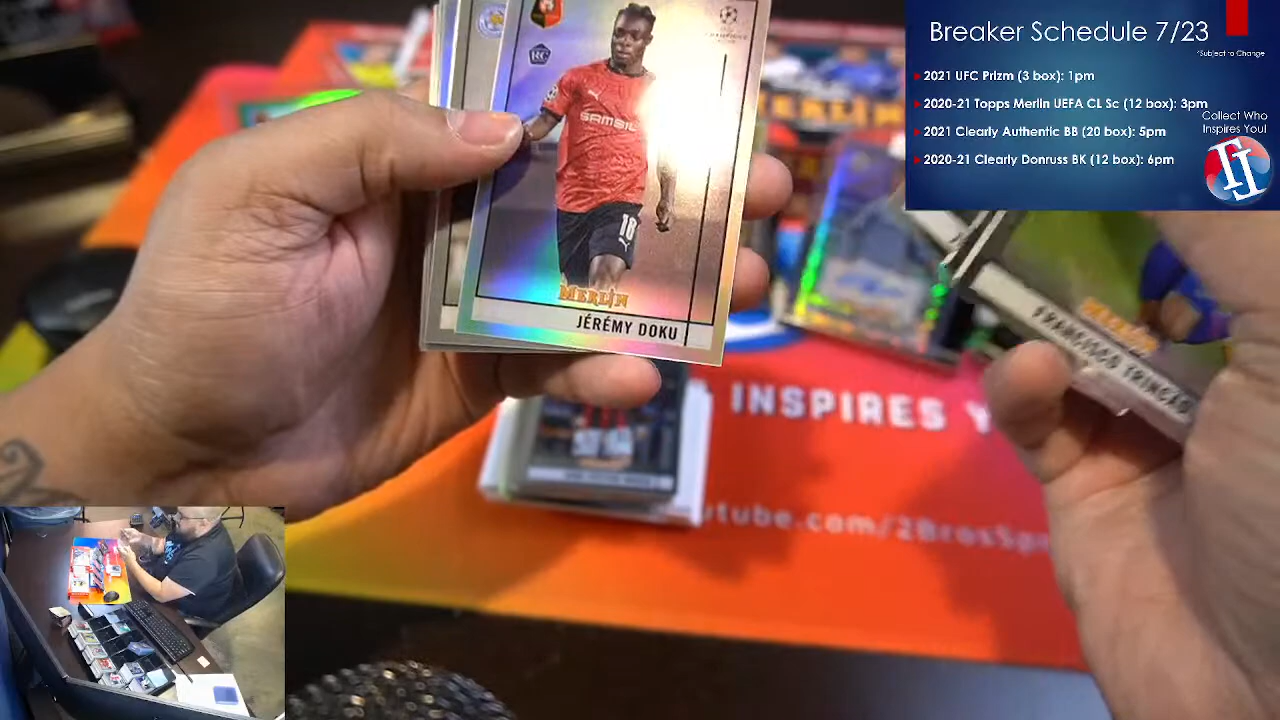 Breaker Schedule 7/23
*Subject to Change
2021 UFC Prizm (3 box): 1pm
2020-21 Topps Merlin UEFA CL Sc (12 box): 3pm
2021 Clearly Authentic BB (20 box): 5pm
2020-21 Clearly Donruss BK (12 box): 6pm
Collect Who
Inspires You!
RC
18
MERLIN
JÉRÉMY DOKU
MERLIN
FRANCISCO TRINCÃO
INSPIRES Y
utube.com/2BrosSp